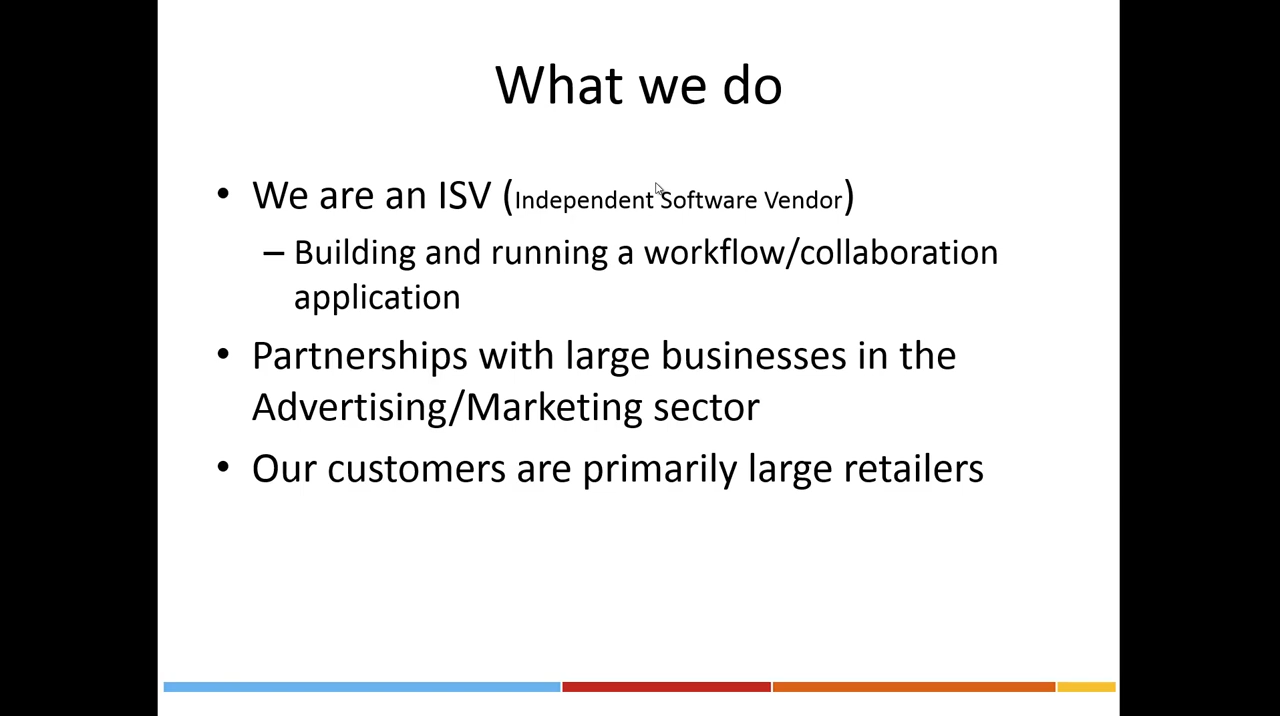 What we do
• We are an ISV (Independent Software Vendor)
– Building and running a workflow/collaboration
application
• Partnerships with large businesses in the
Advertising/Marketing sector
• Our customers are primarily large retailers